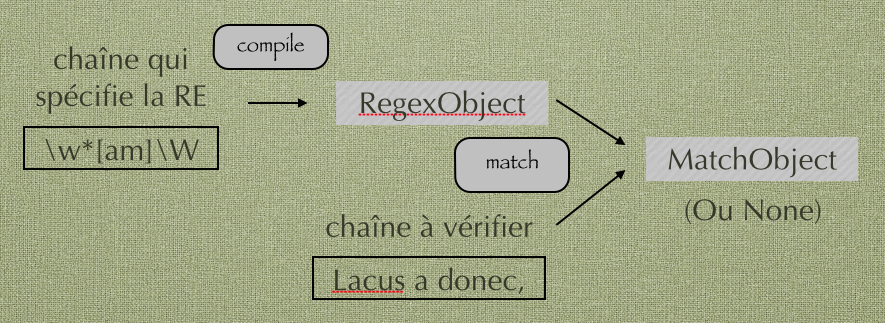 chaîne qui
spécifie la RE
\w*[am]\W
compile
RegexObject
match
chaîne à vérifier
Lacus a donec,
MatchObject
(Ou None)